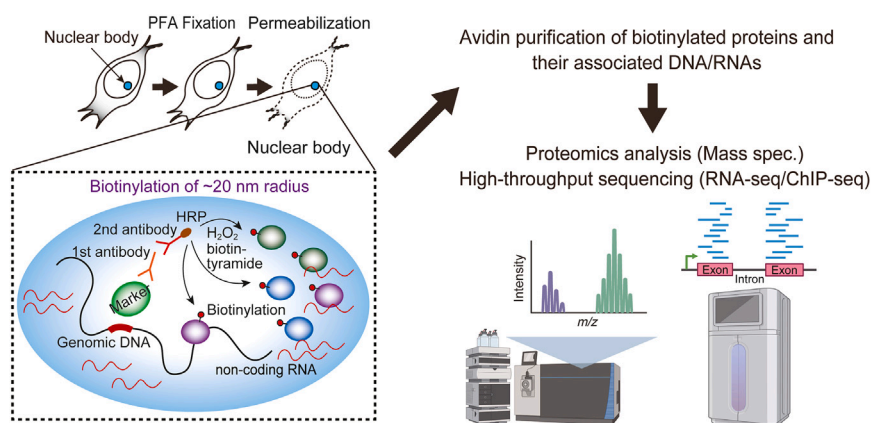 PFA Fixation
Permeabilization
Nuclear body
Nuclear body
Biotinylation of ~20 nm radius
HRP
2nd antibody
1st antibody
H2O2
biotin-
tyramide
Marker
Biotinylation
Genomic DNA
non-coding RNA
Avidin purification of biotinylated proteins and
their associated DNA/RNAs
Proteomics analysis (Mass spec.)
High-throughput sequencing (RNA-seq/ChIP-seq)
Intensity
m/z
Exon
Exon
Intron